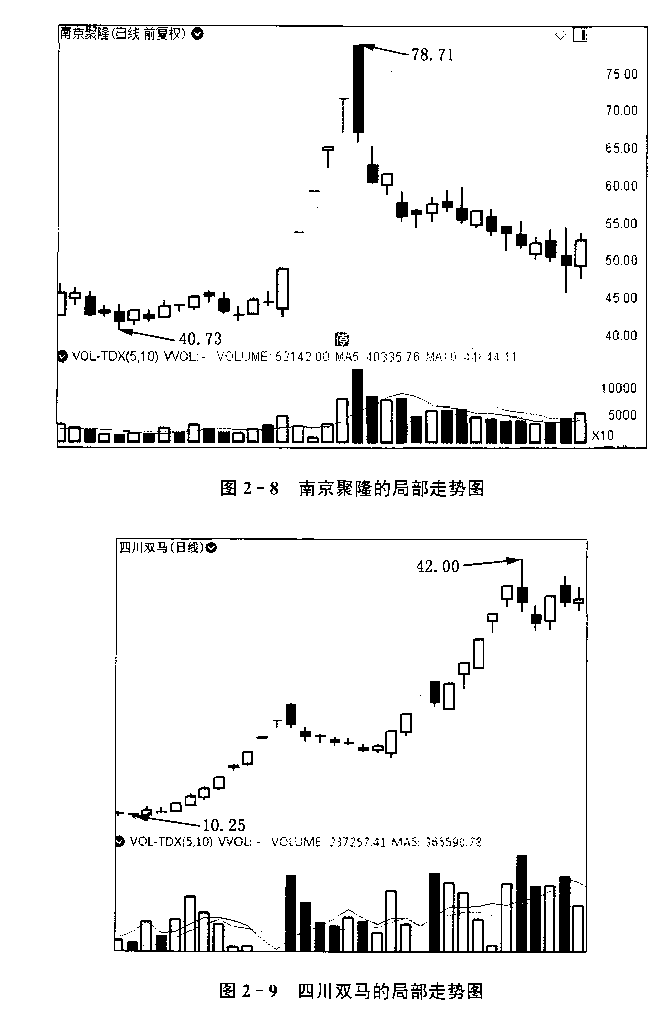 南京聚隆(日线 前复权)
78.71
75.00
70.00
65.00
60.00
55.00
50.00
45.00
40.00
40.73
停
VOL-TDX(5,10) VVOL: - VOLUME: 52142.00 MA5: 40335.76
10000
5000
X10
图 2-8 南京聚隆的局部走势图
四川双马(日线)
42.00
10.25
VOL-TDX(5,10) VVOL: - VOLUME: 237257.41 MA5: 365590.78
图 2-9 四川双马的局部走势图